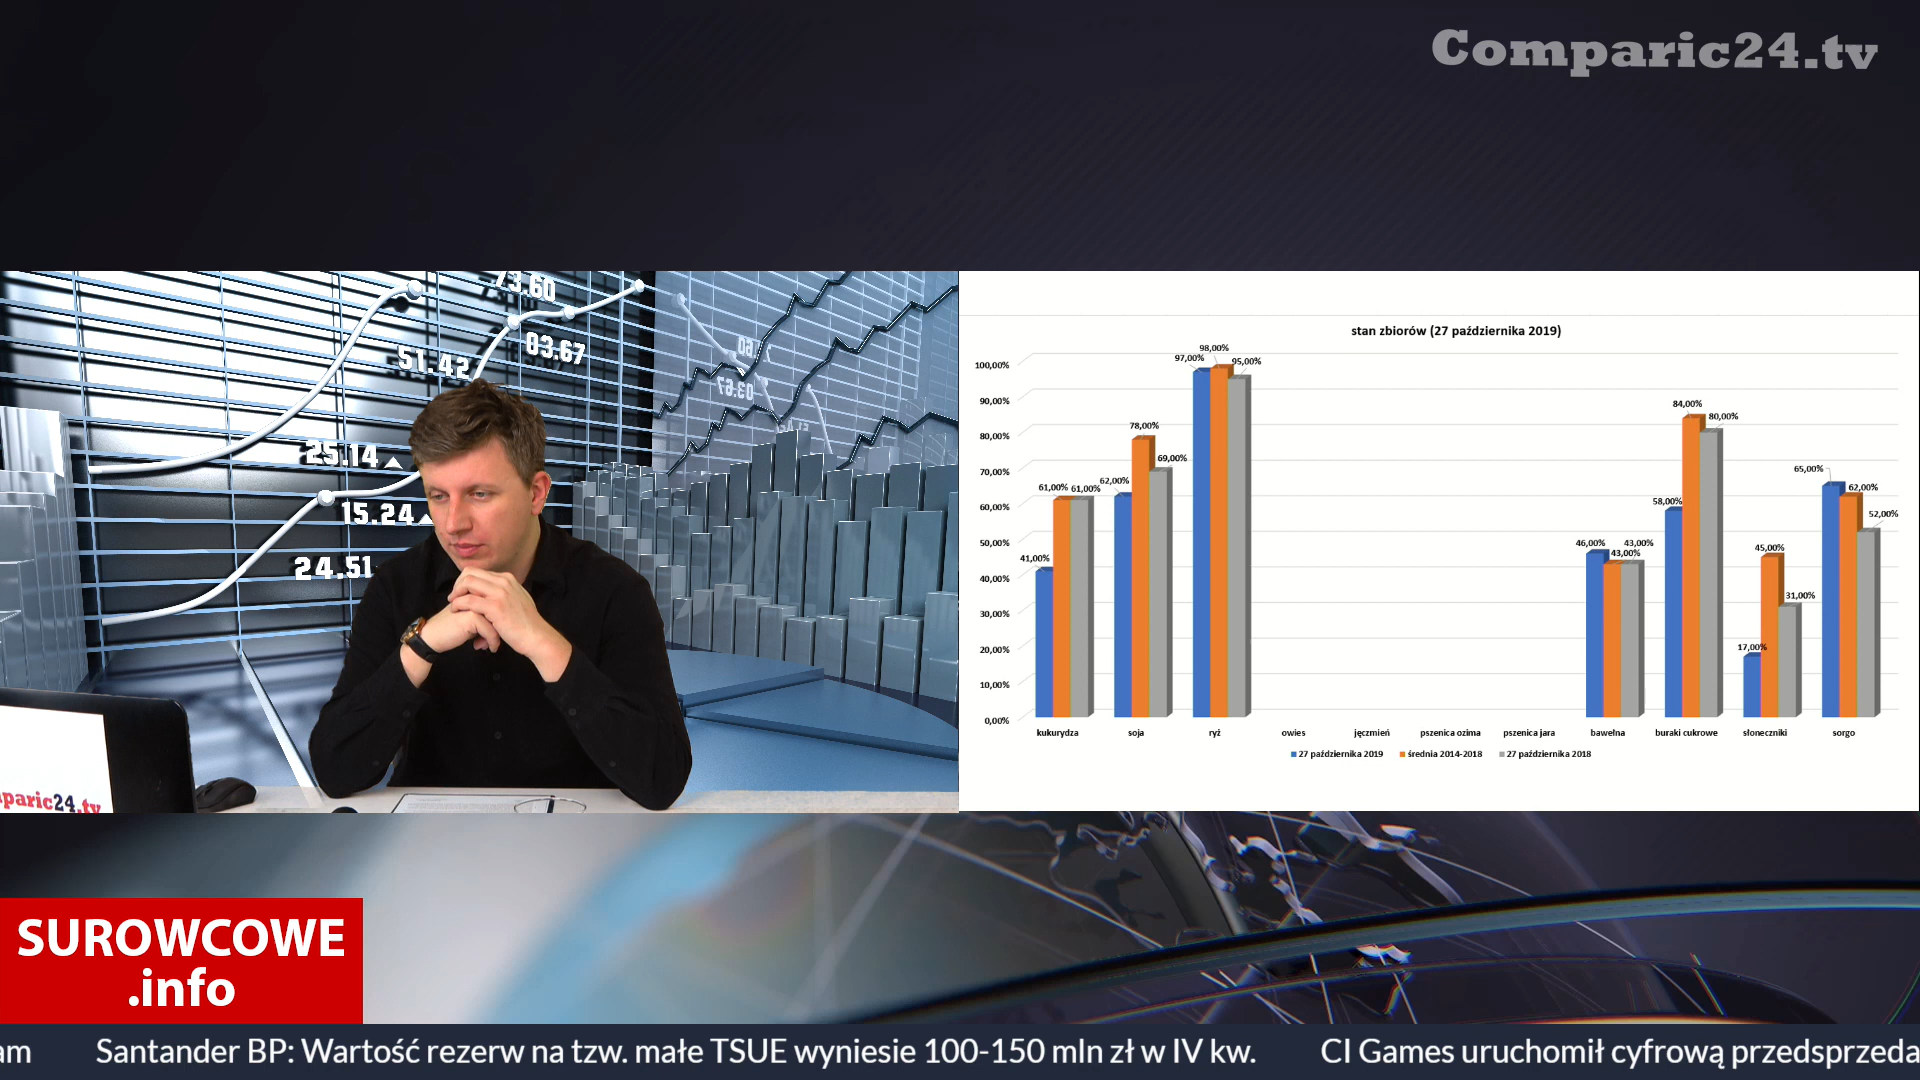 Comparic24.tv
73.60
83.67
51.42
25.14
15.24
24.51
paric24.tv
stan zbiorów (27 października 2019)
100,00%
90,00%
80,00%
70,00%
60,00%
50,00%
40,00%
30,00%
20,00%
10,00%
0,00%
41,00% 61,00% 61,00%
62,00% 78,00% 69,00%
97,00% 98,00% 95,00%
46,00% 43,00% 43,00%
58,00% 84,00% 80,00%
17,00% 45,00% 31,00%
65,00% 62,00% 52,00%
kukurydza soja ryż owies jęczmień pszenica ozima pszenica jara bawełna buraki cukrowe słoneczniki sorgo
27 października 2019 średnia 2014-2018 27 października 2018
SUROWCOWE
.info
am Santander BP: Wartość rezerw na tzw. małe TSUE wyniesie 100-150 mln zł w IV kw. CI Games uruchomił cyfrową przedsprzeda